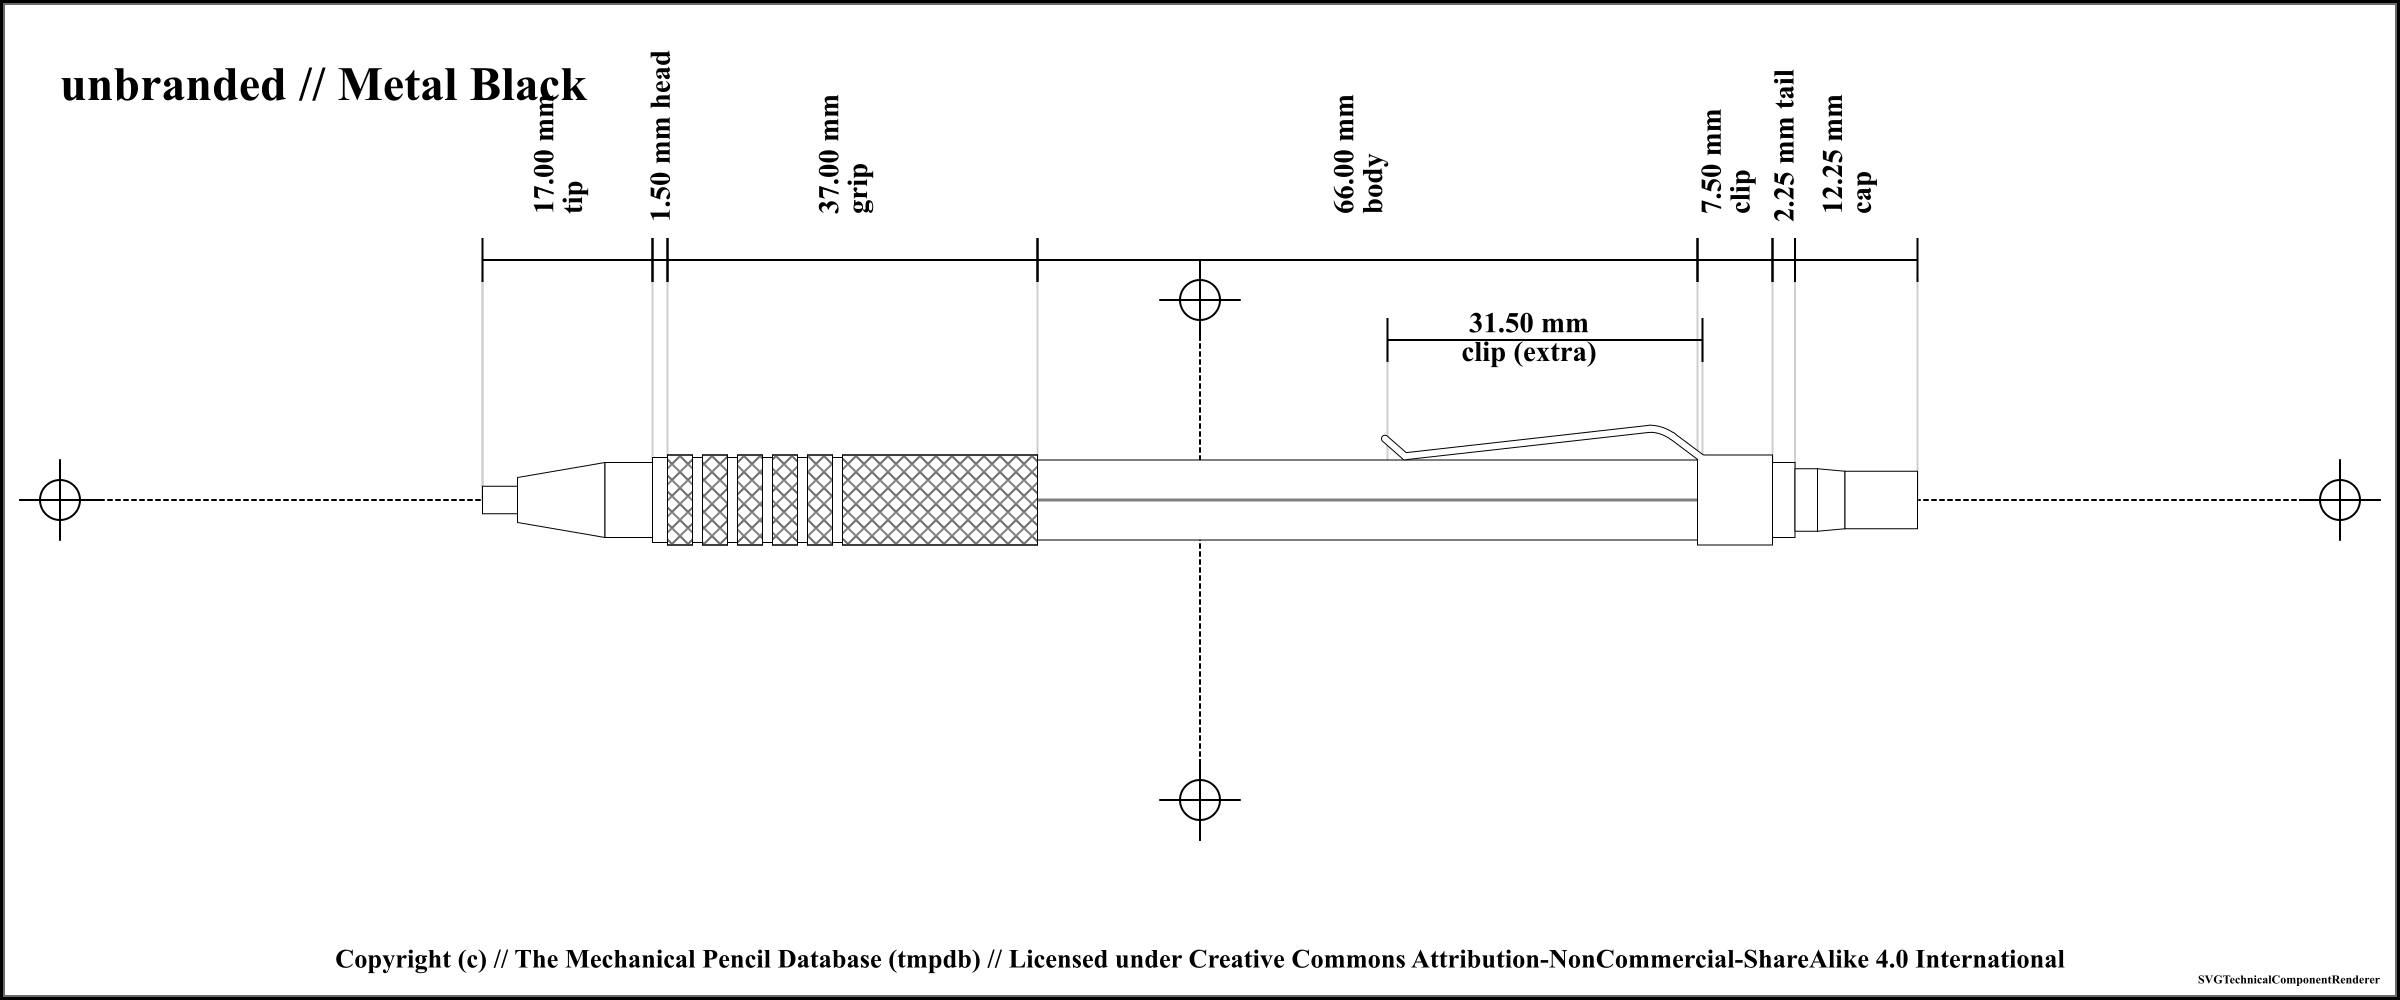 unbranded // Metal Black
17.00 mm
tip
1.50 mm head
37.00 mm
grip
66.00 mm
body
7.50 mm
clip
2.25 mm tail
12.25 mm
cap
31.50 mm
clip (extra)
Copyright (c) // The Mechanical Pencil Database (tmpdb) // Licensed under Creative Commons Attribution-NonCommercial-ShareAlike 4.0 International
SVGTechnicalComponentRenderer